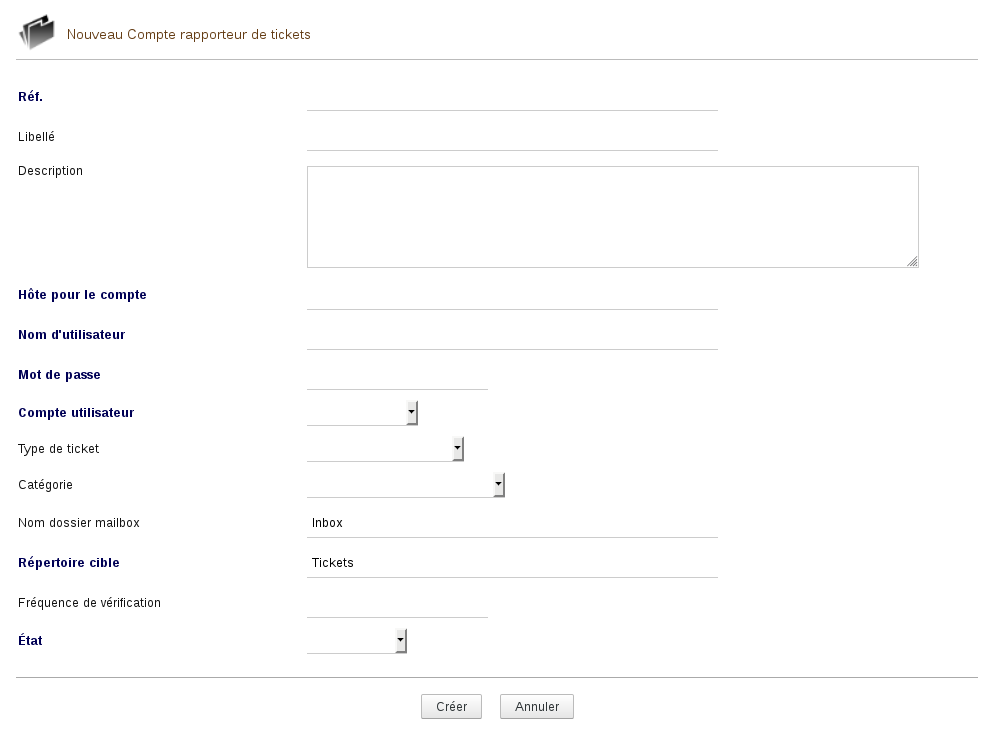 Nouveau Compte rapporteur de tickets
Réf.
Libellé
Description
Hôte pour le compte
Nom d'utilisateur
Mot de passe
Compte utilisateur
Type de ticket
Catégorie
Nom dossier mailbox Inbox
Répertoire cible Tickets
Fréquence de vérification
État
Créer Annuler